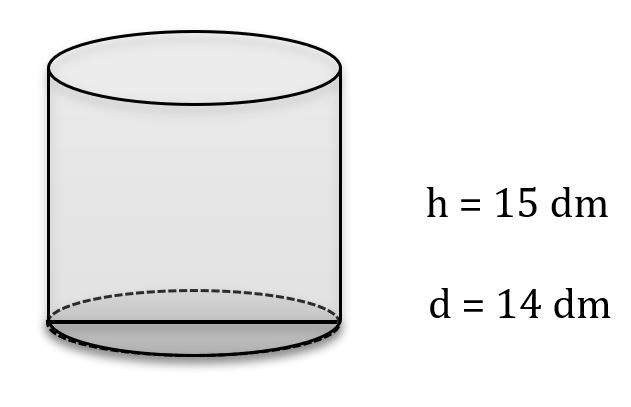 h = 15 dm
d = 14 dm